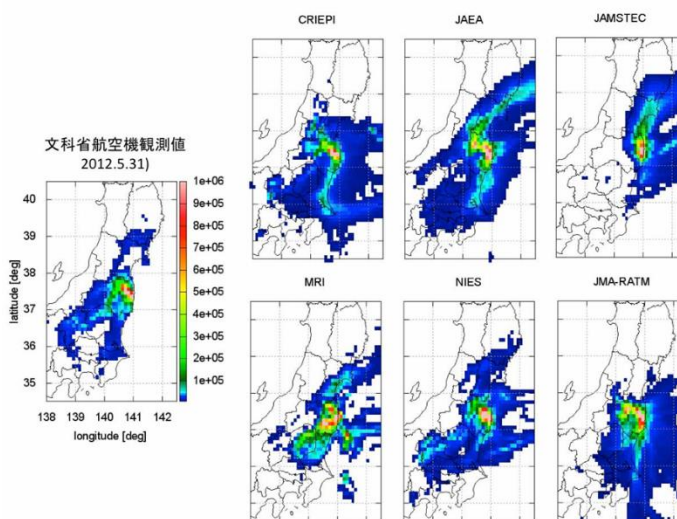 CRIEPI
JAEA
JAMSTEC
文科省航空機観測値
2012.5.31)
1e+06
9e+05
8e+05
7e+05
6e+05
5e+05
4e+05
3e+05
2e+05
1e+05
40
39
38
37
36
35
latitude [deg]
138 139 140 141 142
longitude [deg]
MRI
NIES
JMA-RATM